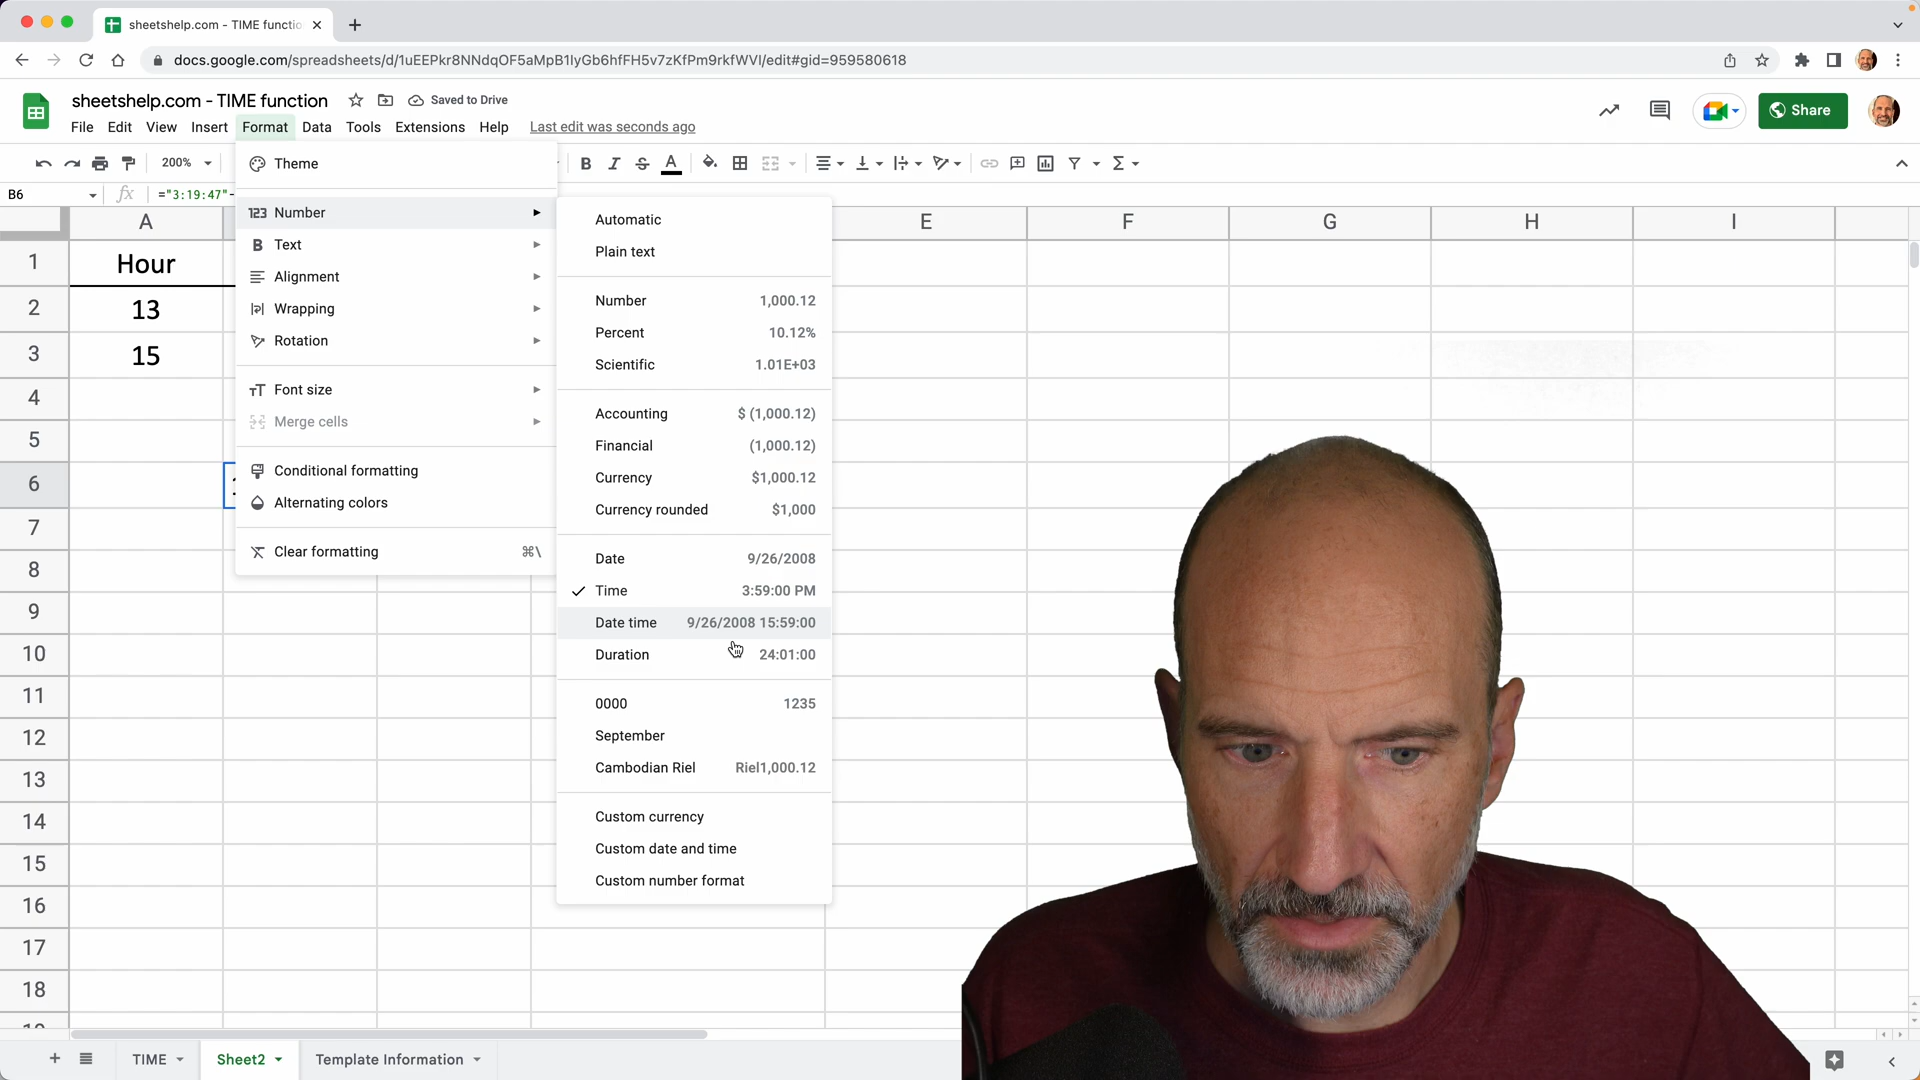 sheetshelp.com - TIME functio
docs.google.com/spreadsheets/d/1uEEPkr8NNdqOF5aMpB1lyGb6hfFH5v7zKfPm9rkfWVI/edit#gid=959580618
sheetshelp.com - TIME function
Saved to Drive
File Edit View Insert Format Data Tools Extensions Help Last edit was seconds ago
Share
200%
B6
="3:19:47"-
A E F G H I
1 Hour
2 13
3 15
4
5
6
7
8
9
10
11
12
13
14
15
16
17
18
Theme
123 Number
Text
Alignment
Wrapping
Rotation
Font size
Merge cells
Conditional formatting
Alternating colors
Clear formatting ⌘\
Automatic
Plain text
Number 1,000.12
Percent 10.12%
Scientific 1.01E+03
Accounting $ (1,000.12)
Financial (1,000.12)
Currency $1,000.12
Currency rounded $1,000
Date 9/26/2008
Time 3:59:00 PM
Date time 9/26/2008 15:59:00
Duration 24:01:00
0000 1235
September
Cambodian Riel Riel1,000.12
Custom currency
Custom date and time
Custom number format
TIME Sheet2 Template Information